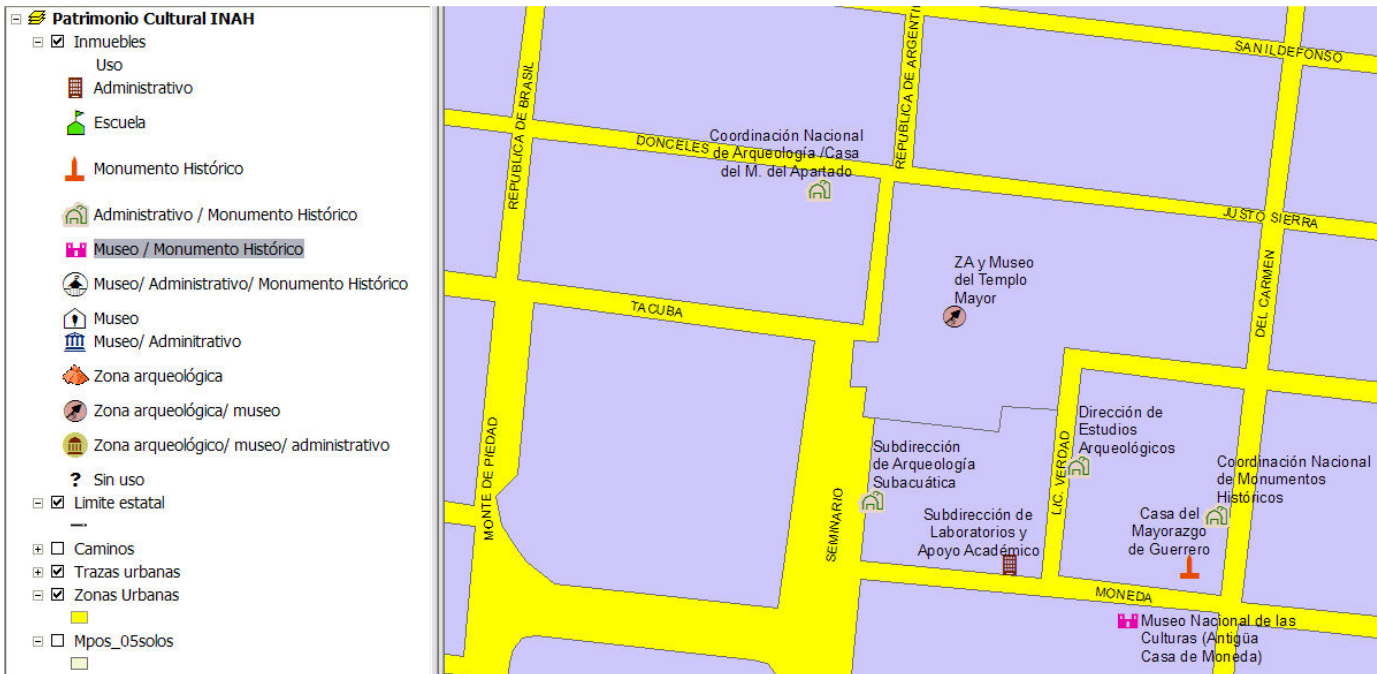 Patrimonio Cultural INAH
Inmuebles
Uso
Administrativo
Escuela
Monumento Histórico
Administrativo / Monumento Histórico
Museo / Monumento Histórico
Museo/ Administrativo/ Monumento Histórico
Museo
Museo/ Adminitrativo
Zona arqueológica
Zona arqueológica/ museo
Zona arqueológico/ museo/ administrativo
? Sin uso
Limite estatal
Caminos
Trazas urbanas
Zonas Urbanas
Mpos_05solos
REPUBLICA DE BRASIL
REPUBLICA DE ARGENTI
SAN ILDEFONSO
DONCELES
Coordinación Nacional
de Arqueología /Casa
del M. del Apartado
JUSTO SIERRA
TACUBA
ZA y Museo
del Templo
Mayor
DEL CARMEN
MONTE DE PIEDAD
SEMINARIO
Subdirección
de Arqueología
Subacuática
LIC. VERDAD
Dirección de
Estudios
Arqueológicos
Coordinación Nacional
de Monumentos
Históricos
Subdirección de
Laboratorios y
Apoyo Académico
Casa del
Mayorazgo
de Guerrero
MONEDA
Museo Nacional de las
Culturas (Antigüa
Casa de Moneda)